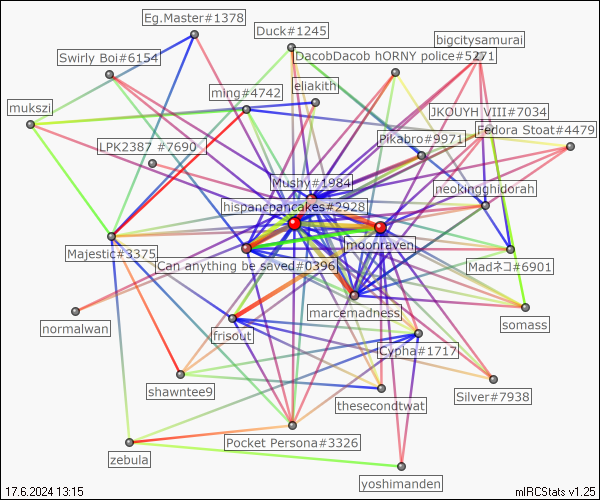 Eg.Master#1378
Duck#1245
bigcitysamurai
Swirly Boi#6154
DacobDacob hORNY police#5271
ming#4742
eliakith
mukszi
JKOUYH VIII#7034
Fedora Stoat#4479
Pikabro#9971
LPK2387 #7690
Mushy#1984
neokingghidorah
hispancpancakes#2928
moonraven
Majestic#3375
Can anything be saved#0396
Madネコ#6901
marcemadness
normalwan
frisout
somass
Cypha#1717
shawntee9
thesecondtwat
Silver#7938
Pocket Persona#3326
zebula
yoshimanden
17.6.2024 13:15
mIRCStats v1.25